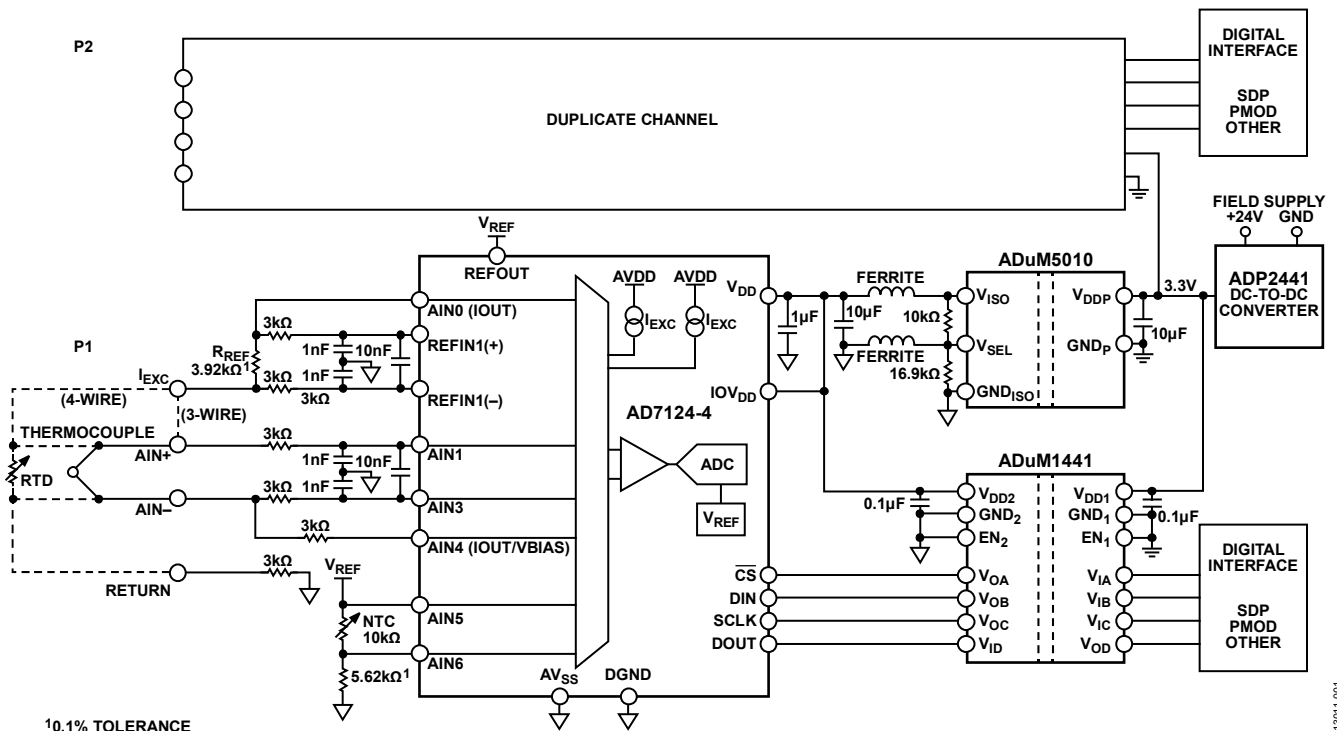 P2
DUPLICATE CHANNEL
DIGITAL
INTERFACE
SDP
PMOD
OTHER
FIELD SUPPLY
+24V GND
ADP2441
DC-TO-DC
CONVERTER
3.3V
VREF
REFOUT
AVDD AVDD
IEXC
IEXC
AIN0 (IOUT)
3kΩ
REFIN1(+)
1nF 10nF
RREF
3.92kΩ1
1nF
3kΩ
3kΩ
REFIN1(–)
P1
IEXC
(4-WIRE)
(3-WIRE)
THERMOCOUPLE
AIN+
3kΩ
AIN1
1nF 10nF
RTD
1nF
AIN–
3kΩ
AIN3
3kΩ
AIN4 (IOUT/VBIAS)
3kΩ
RETURN
VREF
AIN5
NTC
10kΩ
AIN6
5.62kΩ1
AD7124-4
ADC
VREF
VDD
IOVDD
CS
DIN
SCLK
DOUT
AVSS DGND
1µF
10µF
FERRITE
10kΩ
FERRITE
16.9kΩ
ADuM5010
VISO
VDDP
VSEL
GNDP
GNDISO
10µF
ADuM1441
0.1µF
VDD2
VDD1
GND2
GND1
0.1µF
EN2
EN1
VOA
VIA
VOB
VIB
VOC
VIC
VID
VOD
DIGITAL
INTERFACE
SDP
PMOD
OTHER
10.1% TOLERANCE
13011-001